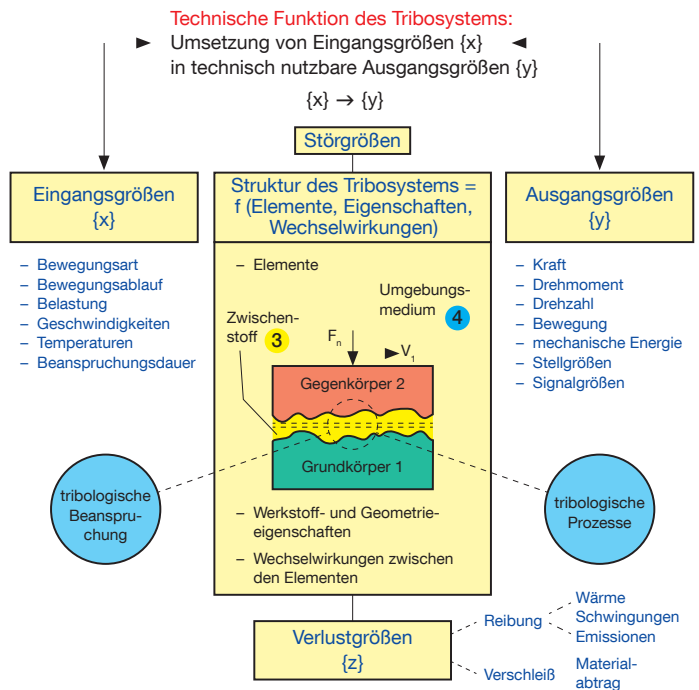 Technische Funktion des Tribosystems:
Umsetzung von Eingangsgrößen {x}
in technisch nutzbare Ausgangsgrößen {y}
{x} → {y}
Störgrößen
Eingangsgrößen
{x}
– Bewegungsart
– Bewegungsablauf
– Belastung
– Geschwindigkeiten
– Temperaturen
– Beanspruchungsdauer
Struktur des Tribosystems =
f (Elemente, Eigenschaften,
Wechselwirkungen)
– Elemente
Umgebungs-
medium 4
Zwischen-
stoff 3
Fn
V1
Gegenkörper 2
Grundkörper 1
– Werkstoff- und Geometrie-
eigenschaften
– Wechselwirkungen zwischen
den Elementen
Ausgangsgrößen
{y}
– Kraft
– Drehmoment
– Drehzahl
– Bewegung
– mechanische Energie
– Stellgrößen
– Signalgrößen
tribologische
Beanspru-
chung
tribologische
Prozesse
Verlustgrößen
{z}
Reibung
Wärme
Schwingungen
Emissionen
Verschleiß
Material-
abtrag